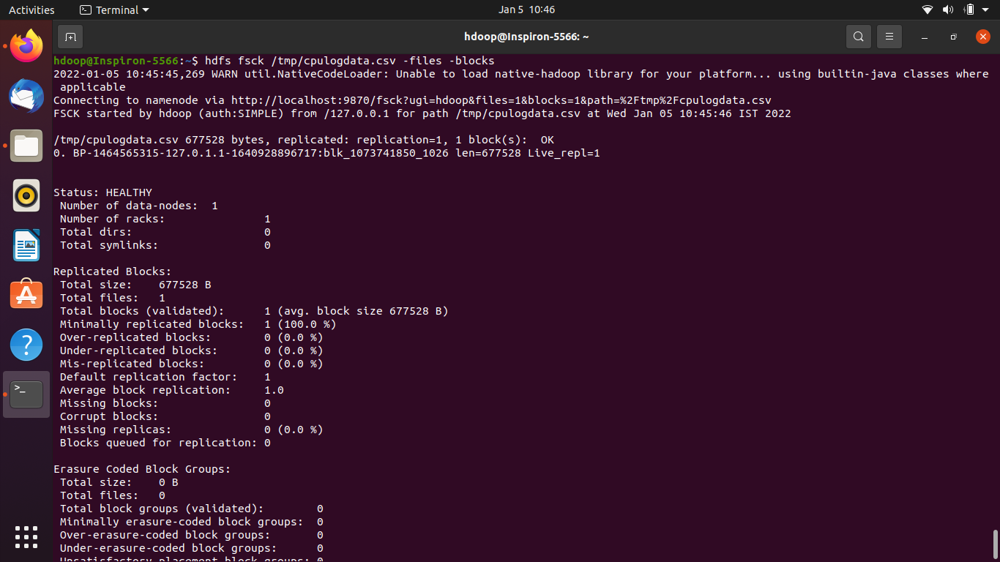 Activities
Terminal
Jan 5 10:46
hdoop@Inspiron-5566: ~
hdoop@Inspiron-5566:~$ hdfs fsck /tmp/cpulogdata.csv -files -blocks
2022-01-05 10:45:45,269 WARN util.NativeCodeLoader: Unable to load native-hadoop library for your platform... using builtin-java classes where
applicable
Connecting to namenode via http://localhost:9870/fsck?ugi=hdoop&files=1&blocks=1&path=%2Ftmp%2Fcpulogdata.csv
FSCK started by hdoop (auth:SIMPLE) from /127.0.0.1 for path /tmp/cpulogdata.csv at Wed Jan 05 10:45:46 IST 2022
/tmp/cpulogdata.csv 677528 bytes, replicated: replication=1, 1 block(s):  OK
0. BP-1464565315-127.0.1.1-1640928896717:blk_1073741850_1026 len=677528 Live_repl=1
Status: HEALTHY
Number of data-nodes:  1
Number of racks:               1
Total dirs:                    0
Total symlinks:                0
Replicated Blocks:
Total size:    677528 B
Total files:   1
Total blocks (validated):      1 (avg. block size 677528 B)
Minimally replicated blocks:   1 (100.0 %)
Over-replicated blocks:        0 (0.0 %)
Under-replicated blocks:       0 (0.0 %)
Mis-replicated blocks:         0 (0.0 %)
Default replication factor:    1
Average block replication:     1.0
Missing blocks:                0
Corrupt blocks:                0
Missing replicas:              0 (0.0 %)
Blocks queued for replication: 0
Erasure Coded Block Groups:
Total size:    0 B
Total files:   0
Total block groups (validated):        0
Minimally erasure-coded block groups:  0
Over-erasure-coded block groups:       0
Under-erasure-coded block groups:      0
Unsatisfactory placement block groups: 0